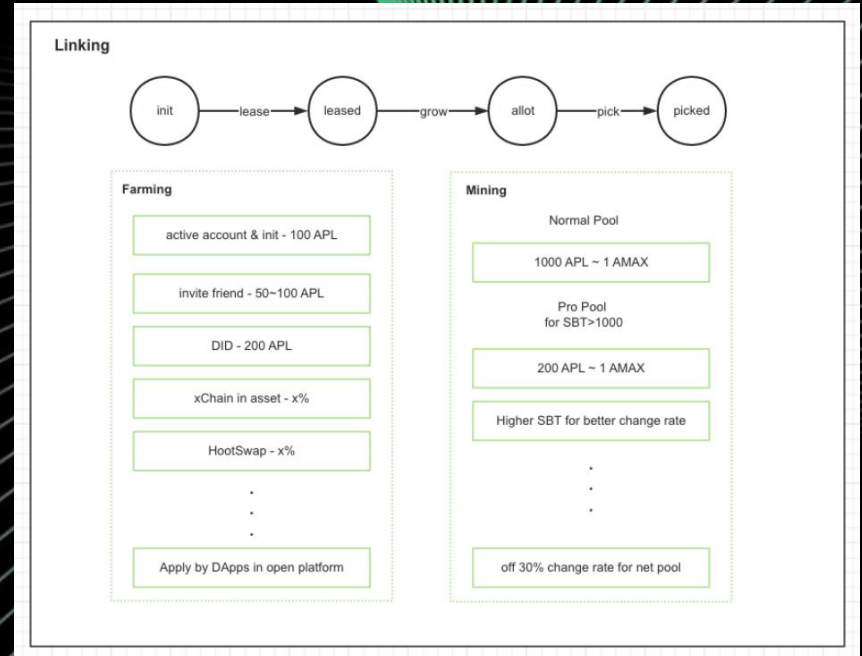 Linking
init
lease
leased
grow
allot
pick
picked
Farming
active account & init - 100 APL
invite friend - 50~100 APL
DID - 200 APL
xChain in asset - x%
HootSwap - x%
.
.
.
Apply by DApps in open platform
Mining
Normal Pool
1000 APL ~ 1 AMAX
Pro Pool
for SBT>1000
200 APL ~ 1 AMAX
Higher SBT for better change rate
.
.
.
off 30% change rate for net pool